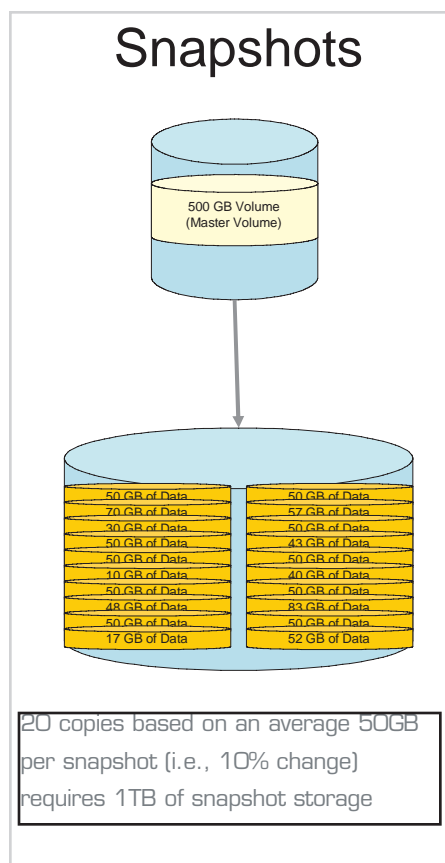 Snapshots
500 GB Volume
(Master Volume)
50 GB of Data
70 GB of Data
30 GB of Data
50 GB of Data
50 GB of Data
10 GB of Data
50 GB of Data
48 GB of Data
50 GB of Data
17 GB of Data
50 GB of Data
57 GB of Data
50 GB of Data
43 GB of Data
50 GB of Data
40 GB of Data
50 GB of Data
83 GB of Data
50 GB of Data
52 GB of Data
20 copies based on an average 50GB
per snapshot (i.e., 10% change)
requires 1TB of snapshot storage